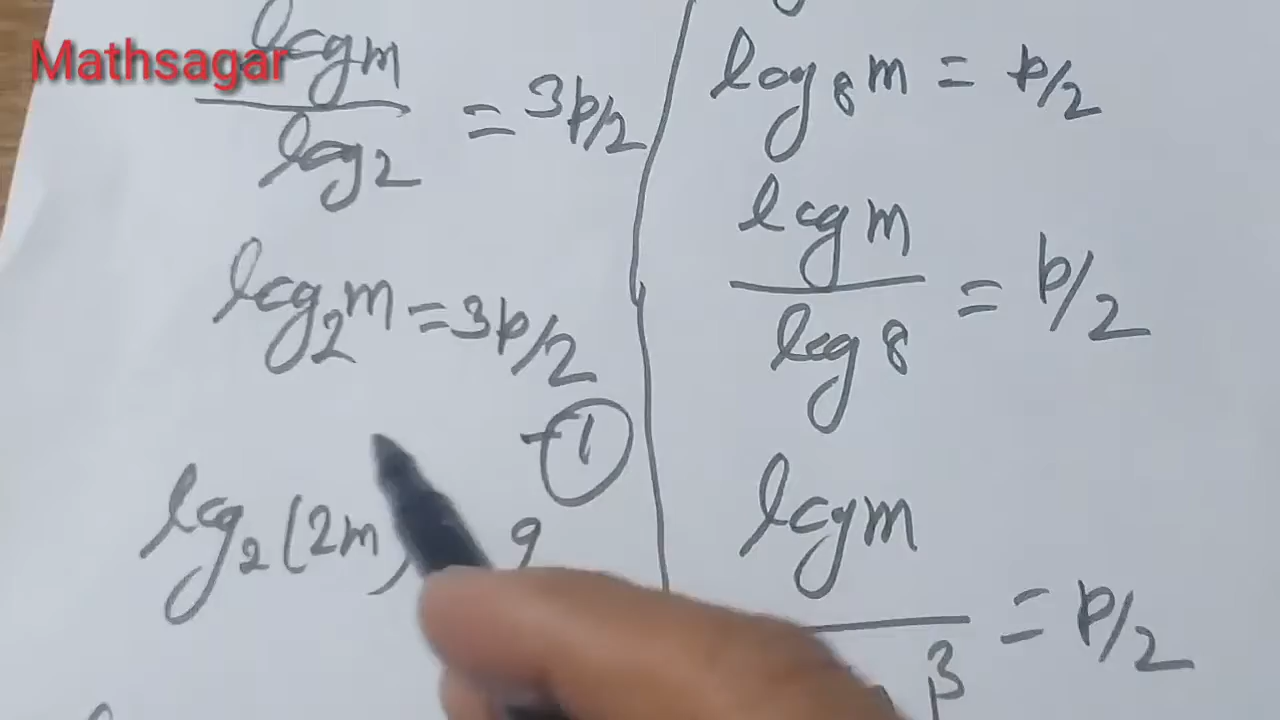 Mathsagar
log m
log 2 = 3p/2
log₂m = 3p/2
-①
log₂(2m) 9
log₈m = p/2
log m
log 8 = p/2
log m
3 = p/2